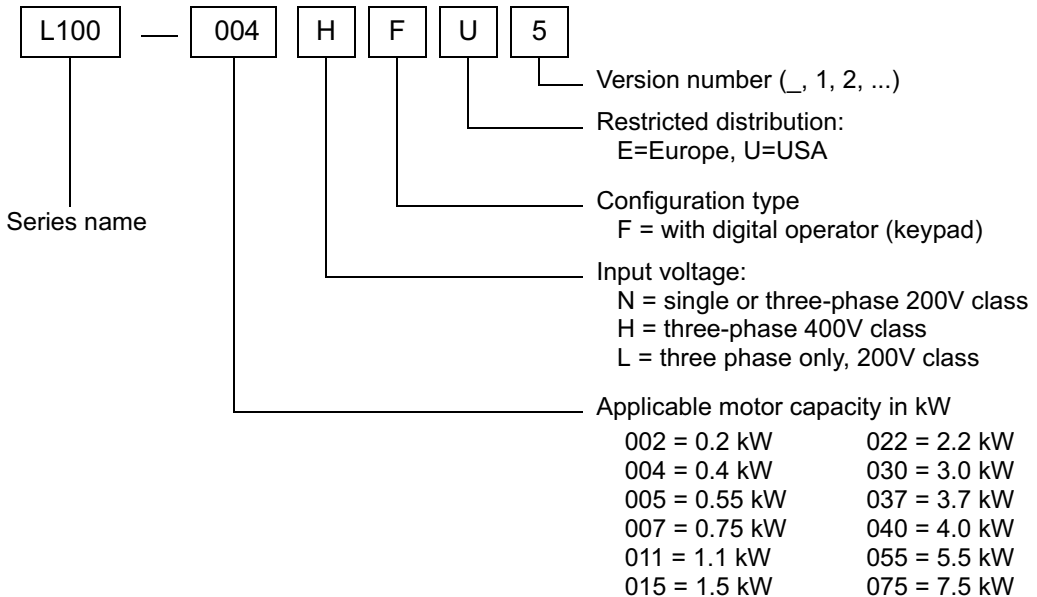 L100 — 004 H F U 5
Version number (_, 1, 2, ...)
Restricted distribution:
E=Europe, U=USA
Series name
Configuration type
F = with digital operator (keypad)
Input voltage:
N = single or three-phase 200V class
H = three-phase 400V class
L = three phase only, 200V class
Applicable motor capacity in kW
002 = 0.2 kW 022 = 2.2 kW
004 = 0.4 kW 030 = 3.0 kW
005 = 0.55 kW 037 = 3.7 kW
007 = 0.75 kW 040 = 4.0 kW
011 = 1.1 kW 055 = 5.5 kW
015 = 1.5 kW 075 = 7.5 kW